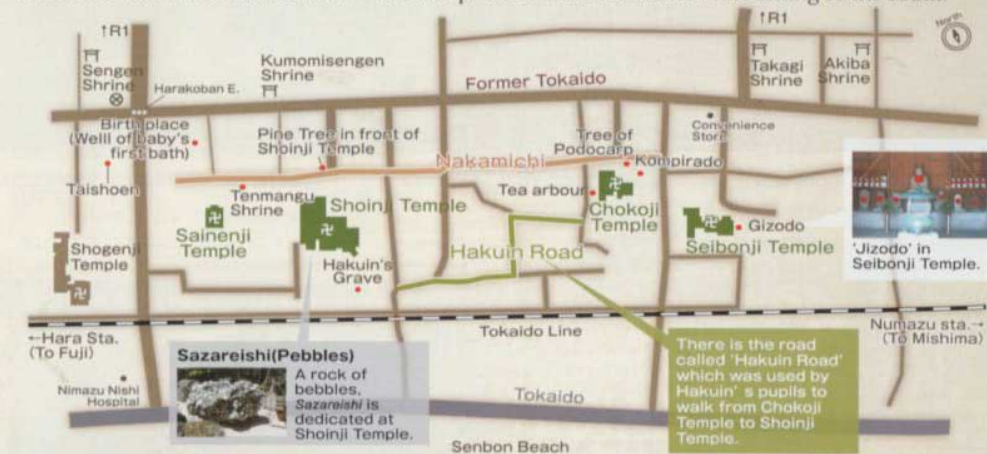 ↑R1
↑R1
North
Sengen
Shrine
Kumomisengen
Shrine
Takagi
Shrine
Akiba
Shrine
Harakoban E.
Former Tokaido
Birth place
(Welll of baby's
first bath)
Pine Tree in front of
Shoinji Temple
Tree of
Podocarp
Convenience
Store
Nakamichi
Kompirado
Taishoen
Tenmangu
Shrine
Tea arbour
Shoinji Temple
Chokoji
Temple
Gizodo
Sainenji
Temple
Seibonji Temple
'Jizodo' in
Seibonji Temple.
Shogenji
Temple
Hakuin Road
Hakuin's
Grave
←Hara Sta.
(To Fuji)
Tokaido Line
Numazu sta.→
(To Mishima)
Sazareishi(Pebbles)
A rock of
bebbles,
Sazareishi is
dedicated at
Shoinji Temple.
There is the road
called 'Hakuin Road'
which was used by
Hakuin' s pupils to
walk from Chokoji
Temple to Shoinji
Temple.
Nimazu Nishi
Hospital
Tokaido
Senbon Beach